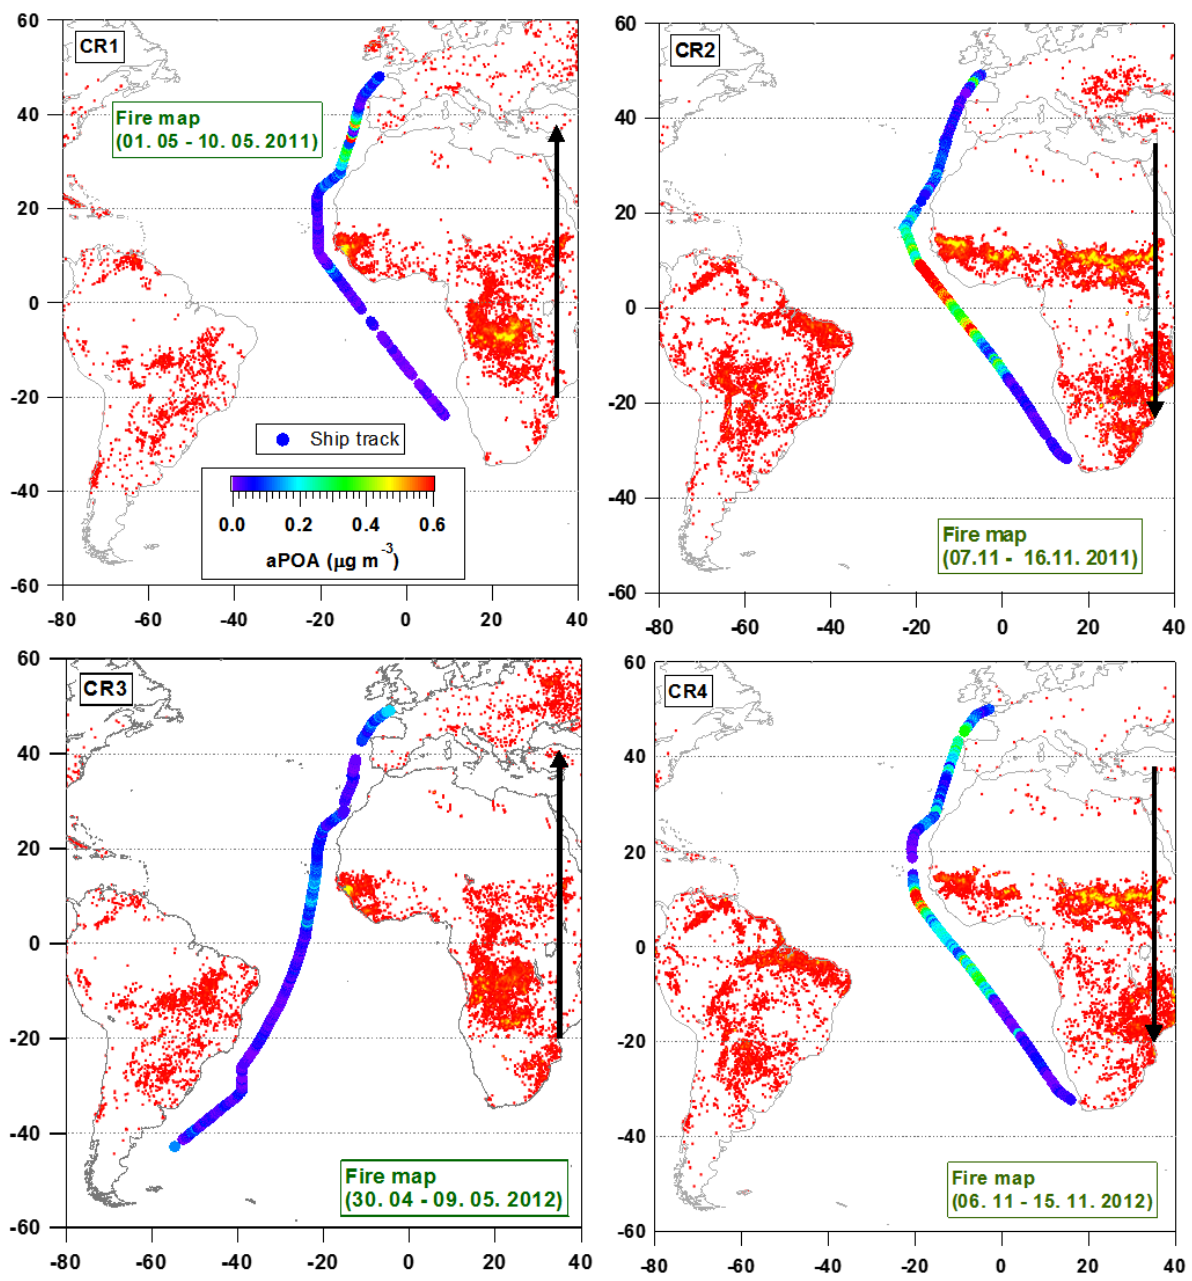 CR1
Fire map
(01. 05 - 10. 05. 2011)
Ship track
0.0 0.2 0.4 0.6
aPOA (µg m-3)
60
40
20
0
-20
-40
-60
-80 -60 -40 -20 0 20 40
CR2
Fire map
(07.11 - 16.11. 2011)
60
40
20
0
-20
-40
-60
-80 -60 -40 -20 0 20 40
CR3
Fire map
(30. 04 - 09. 05. 2012)
60
40
20
0
-20
-40
-60
-80 -60 -40 -20 0 20 40
CR4
Fire map
(06. 11 - 15. 11. 2012)
60
40
20
0
-20
-40
-60
-80 -60 -40 -20 0 20 40